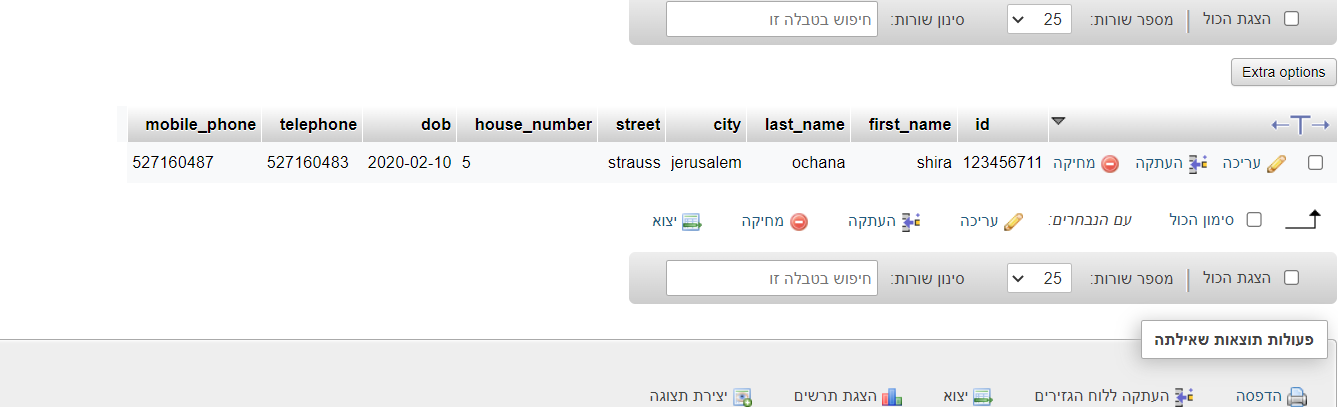 הצגת הכול | מספר שורות: 25 סינון שורות: חיפוש בטבלה זו
Extra options
mobile_phone telephone dob house_number street city last_name first_name id
527160487 527160483 2020-02-10 5 strauss jerusalem ochana shira 123456711 מחיקה העתקה עריכה
סימון הכול עם הנבחרים: עריכה העתקה מחיקה יצוא
הצגת הכול | מספר שורות: 25 סינון שורות: חיפוש בטבלה זו
פעולות תוצאות שאילתה
הדפסה העתקה ללוח הגזירים יצוא הצגת תרשים יצירת תצוגה